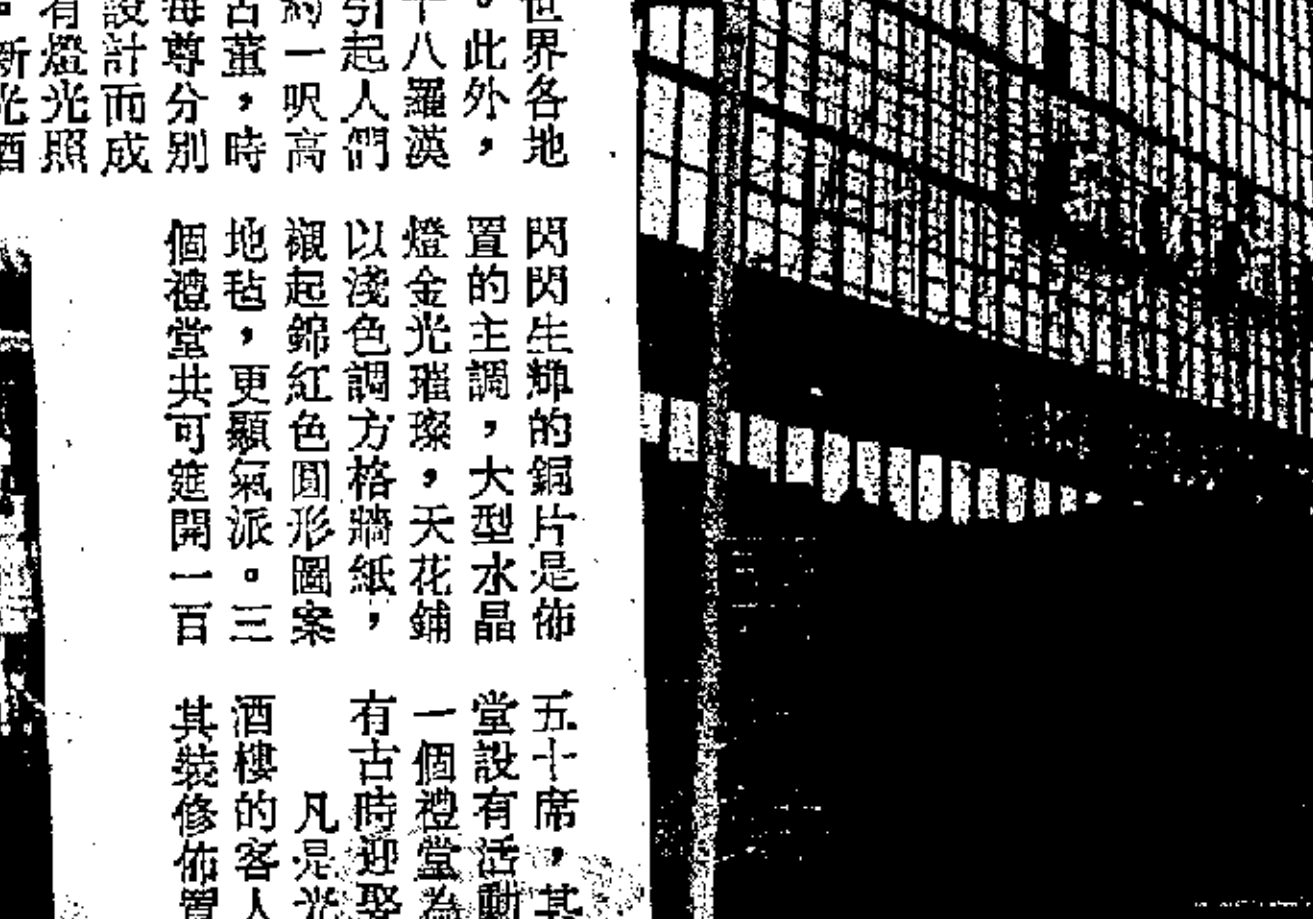 世界各地
。此外，
十八羅漢
引起人們
約一呎高
古董，時
每尊分別
設計而成
有燈光照
。新光酒
閃閃生輝的銅片是佈
置的主調，大型水晶
燈金光璀璨，天花鋪
以淺色調方格牆紙，
襯起錦紅色圓形圖案
地毡，更顯氣派。三
個禮堂共可筵開一百
五十席，其
堂設有活動
一個禮堂為
有古時迎娶
凡是光
酒樓的客人
其裝修佈置